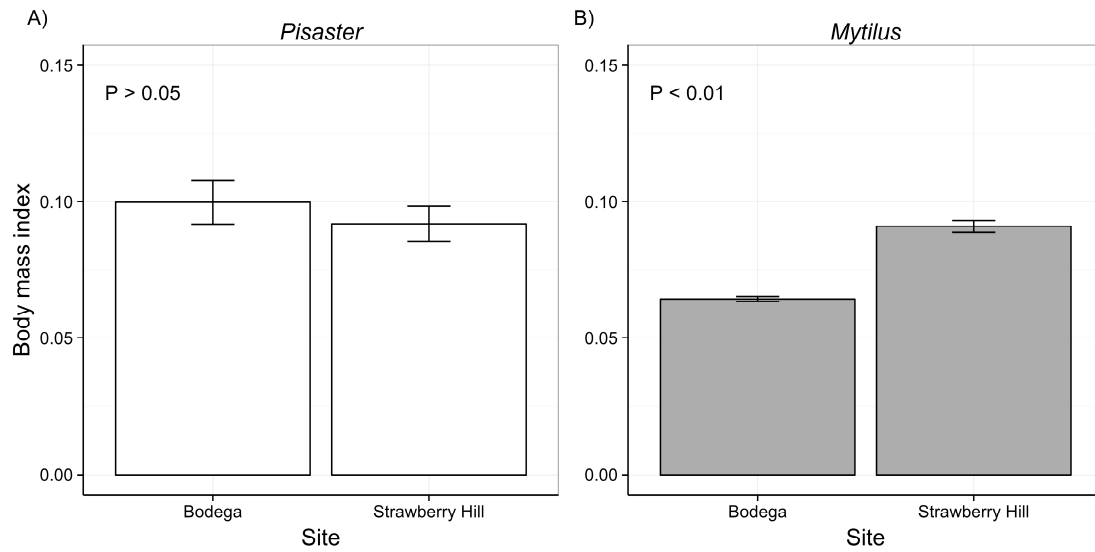 A)
Pisaster
Body mass index
0.15
0.10
0.05
0.00
P > 0.05
Bodega
Strawberry Hill
Site
B)
Mytilus
0.15
0.10
0.05
0.00
P < 0.01
Bodega
Strawberry Hill
Site